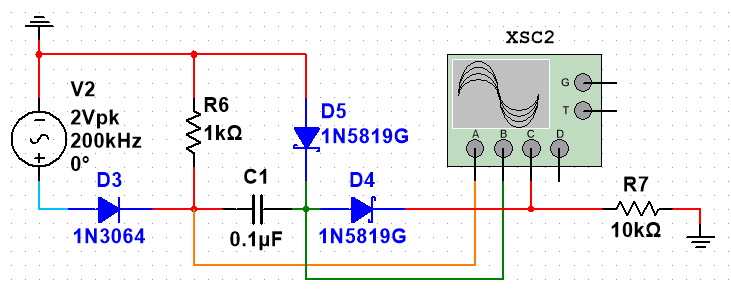 XSC2
G
T
A B C D
V2
2Vpk
200kHz
0°
R6
1kΩ
D5
1N5819G
D3
1N3064
C1
0.1µF
D4
1N5819G
R7
10kΩ